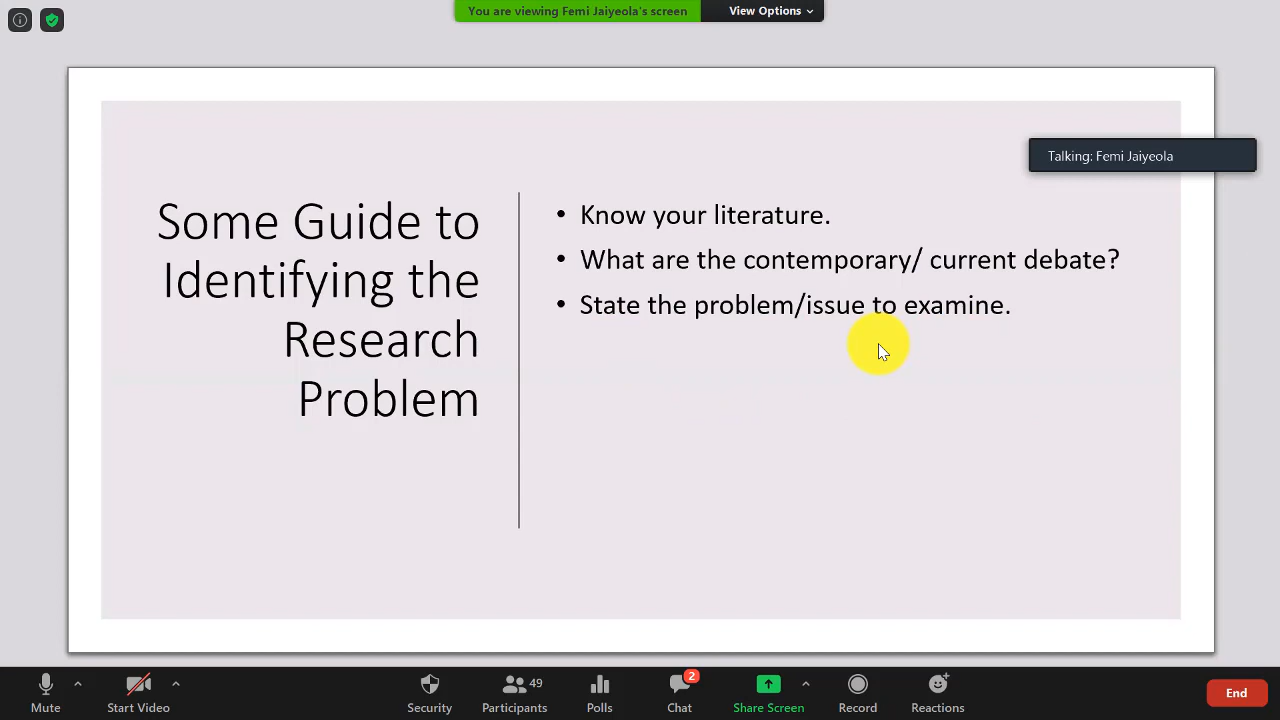 You are viewing Femi Jaiyeola's screen
View Options
Talking: Femi Jaiyeola
Some Guide to
Identifying the
Research
Problem
• Know your literature.
• What are the contemporary/ current debate?
• State the problem/issue to examine.
Mute
Start Video
Security
49
Participants
Polls
2
Chat
Share Screen
Record
Reactions
End